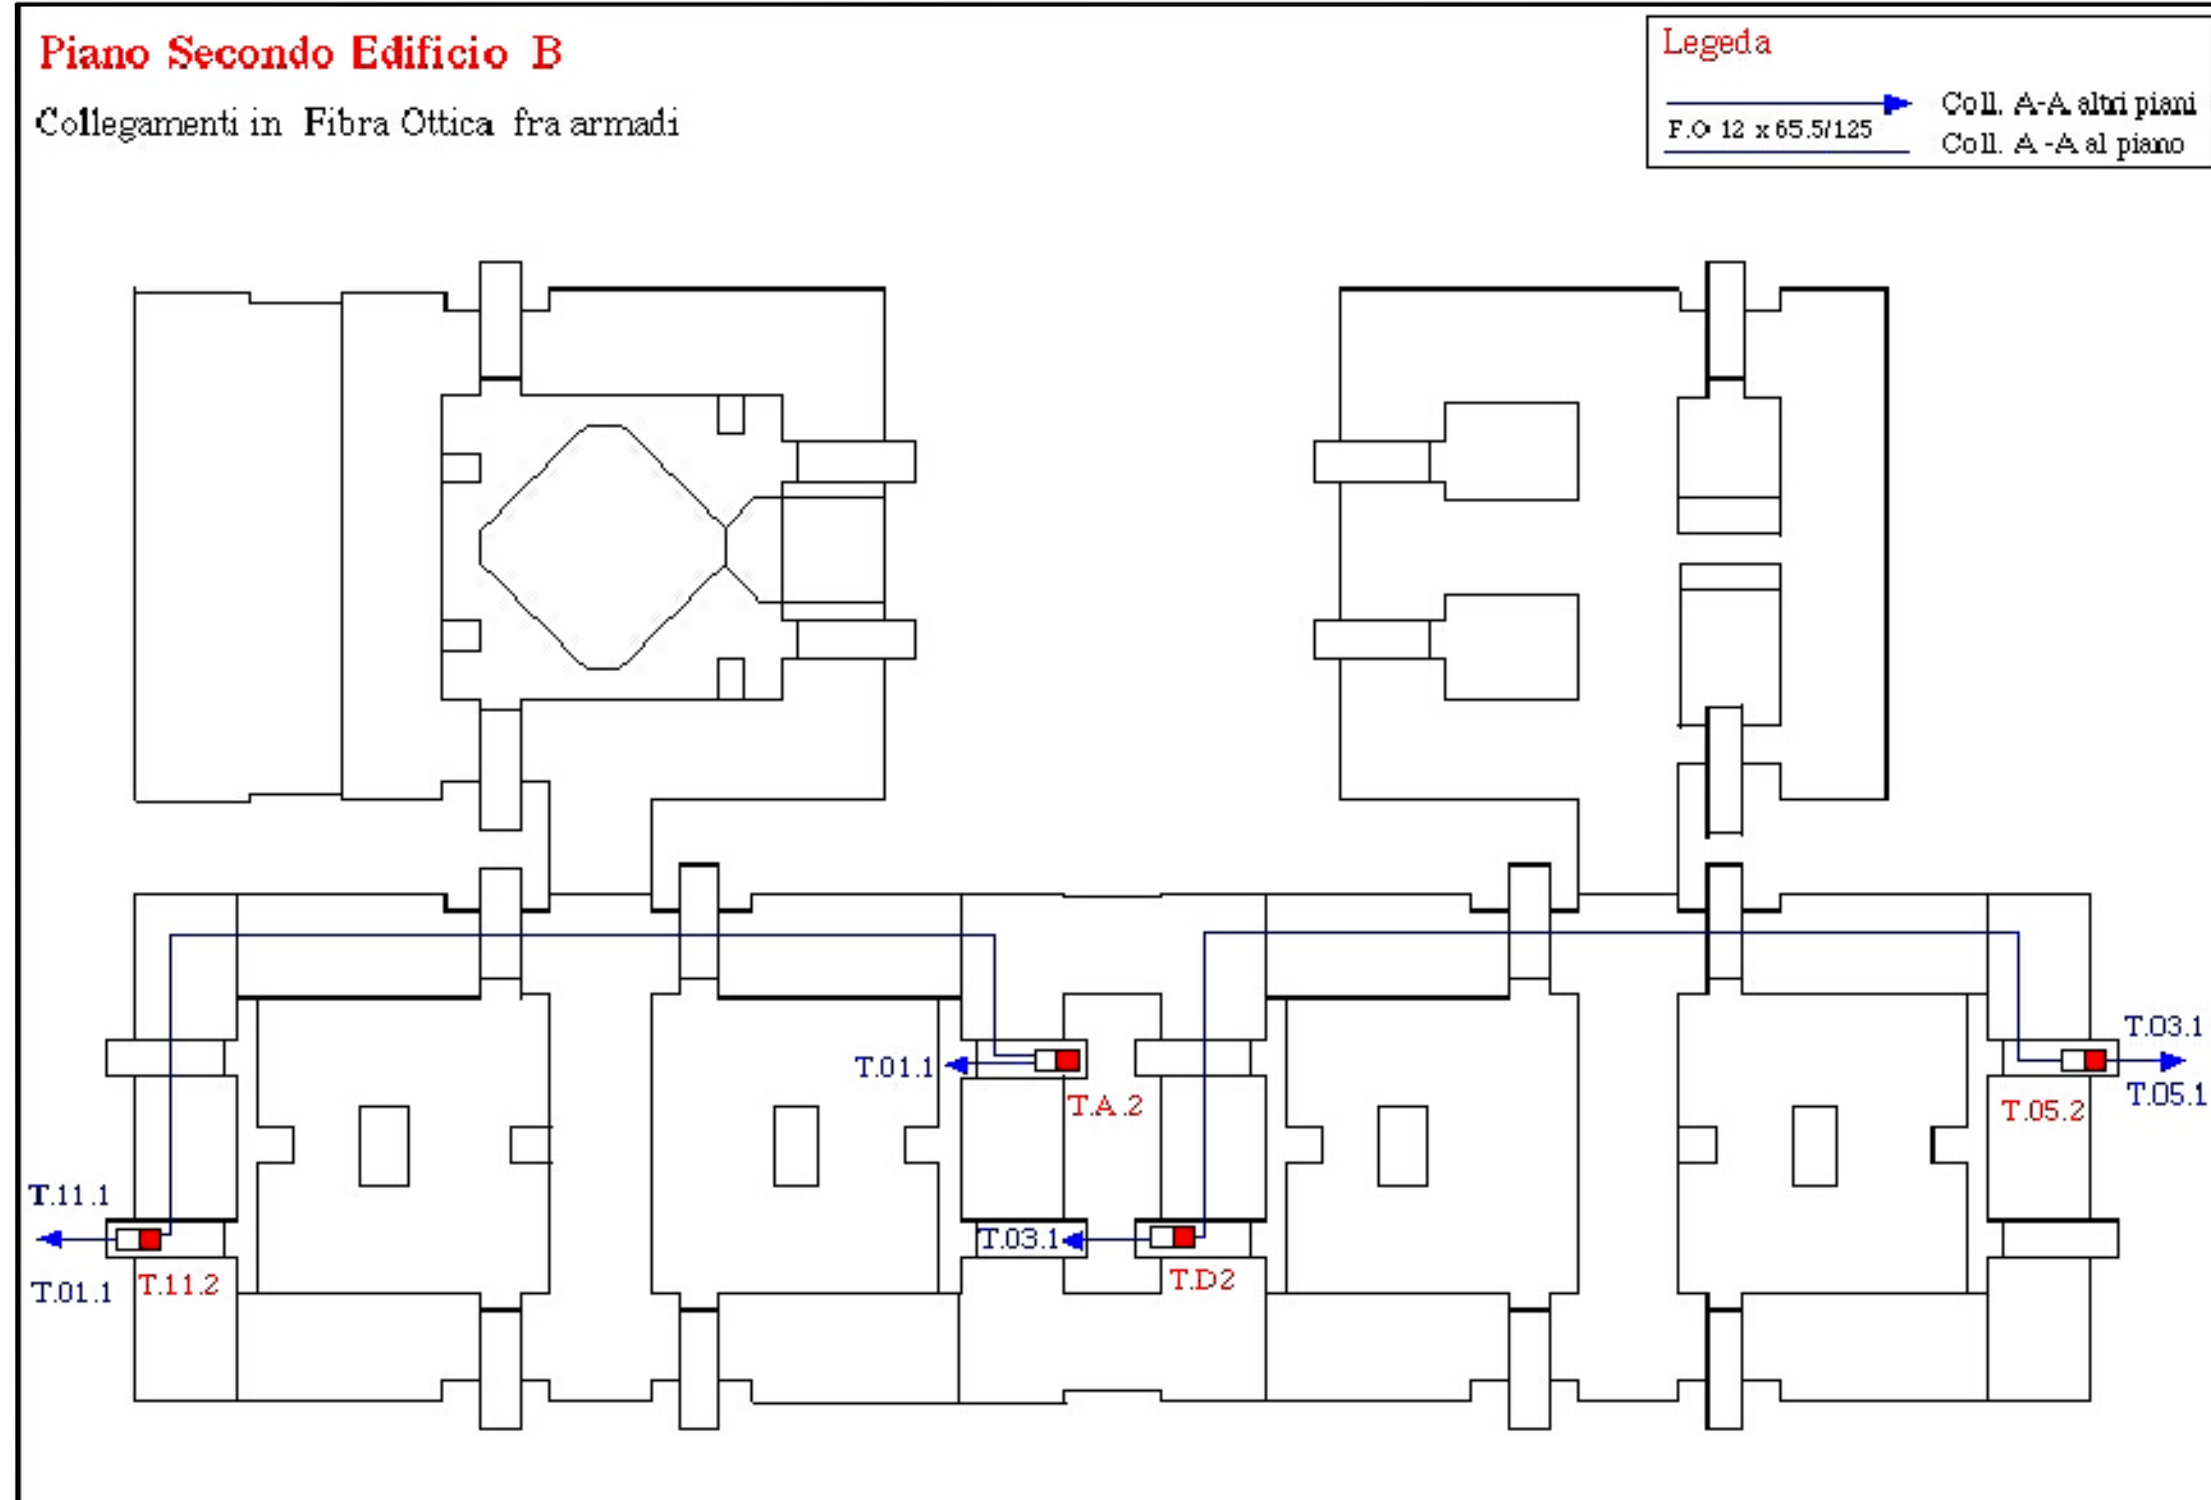 Piano Secondo Edificio B
Collegamenti in Fibra Ottica fra armadi
Legeda
Coll. A-A altri piani
F.O 12 x 65.5/125
Coll. A -A al piano
T.03.1
T.01.1
T.A.2
T.05.1
T.05.2
T.11.1
T.03.1
T.01.1
T.11.2
T.D2